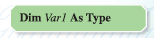 Dim Var1 As Type